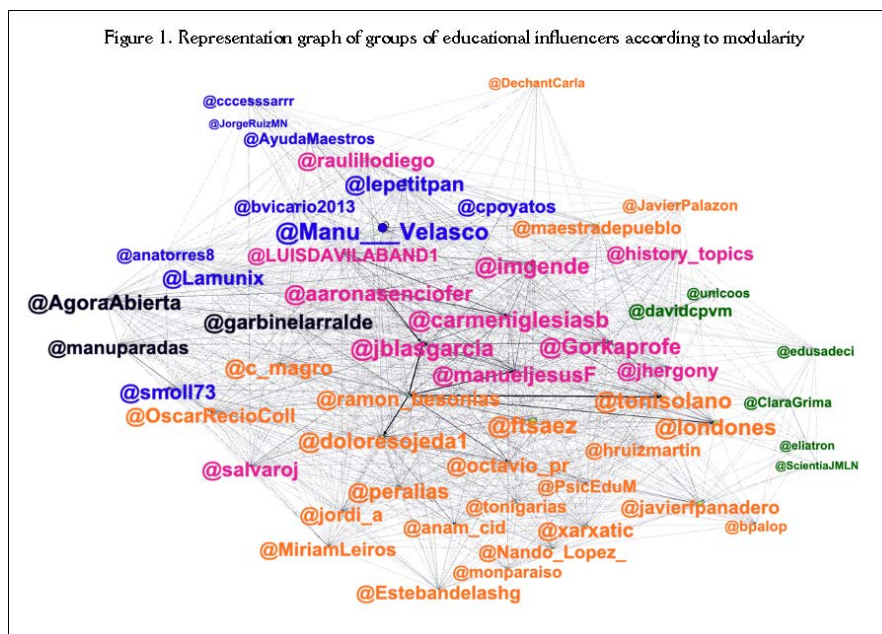 Figure 1. Representation graph of groups of educational influencers according to modularity
@DechantCarla
@cccesssarrr
@JorgeRuizMN
@AyudaMaestros
@raulillodiego
@lepetitpan
@bvicario2013
@cpoyatos
@JavierPalazon
@Manu___Velasco
@maestradepueblo
@anatorres8
@LUISDAVILABAND1
@history_topics
@Lamunix
@imgende
@unicoos
@AgoraAbierta
@aaronasenciofer
@davidcpvm
@garbinelarralde
@carmeniglesiasb
@manuparadas
@jblasgarcia
@Gorkaprofe
@edusadeci
@c_magro
@manueljesusF
@jhergony
@smoll73
@ramon_besonias
@tonisolano
@ClaraGrima
@OscarRecioColl
@ftsaez
@londones
@doloresojeda1
@hruizmartin
@eliatron
@salvaroj
@octavio_pr
@ScientiaJMLN
@peralias
@PsicEduM
@jordi_a
@tonigarias
@javierfpanadero
@anam_cid
@xarxatic
@bpalop
@MiriamLeiros
@Nando_Lopez_
@monparaiso
@Estebandelashg